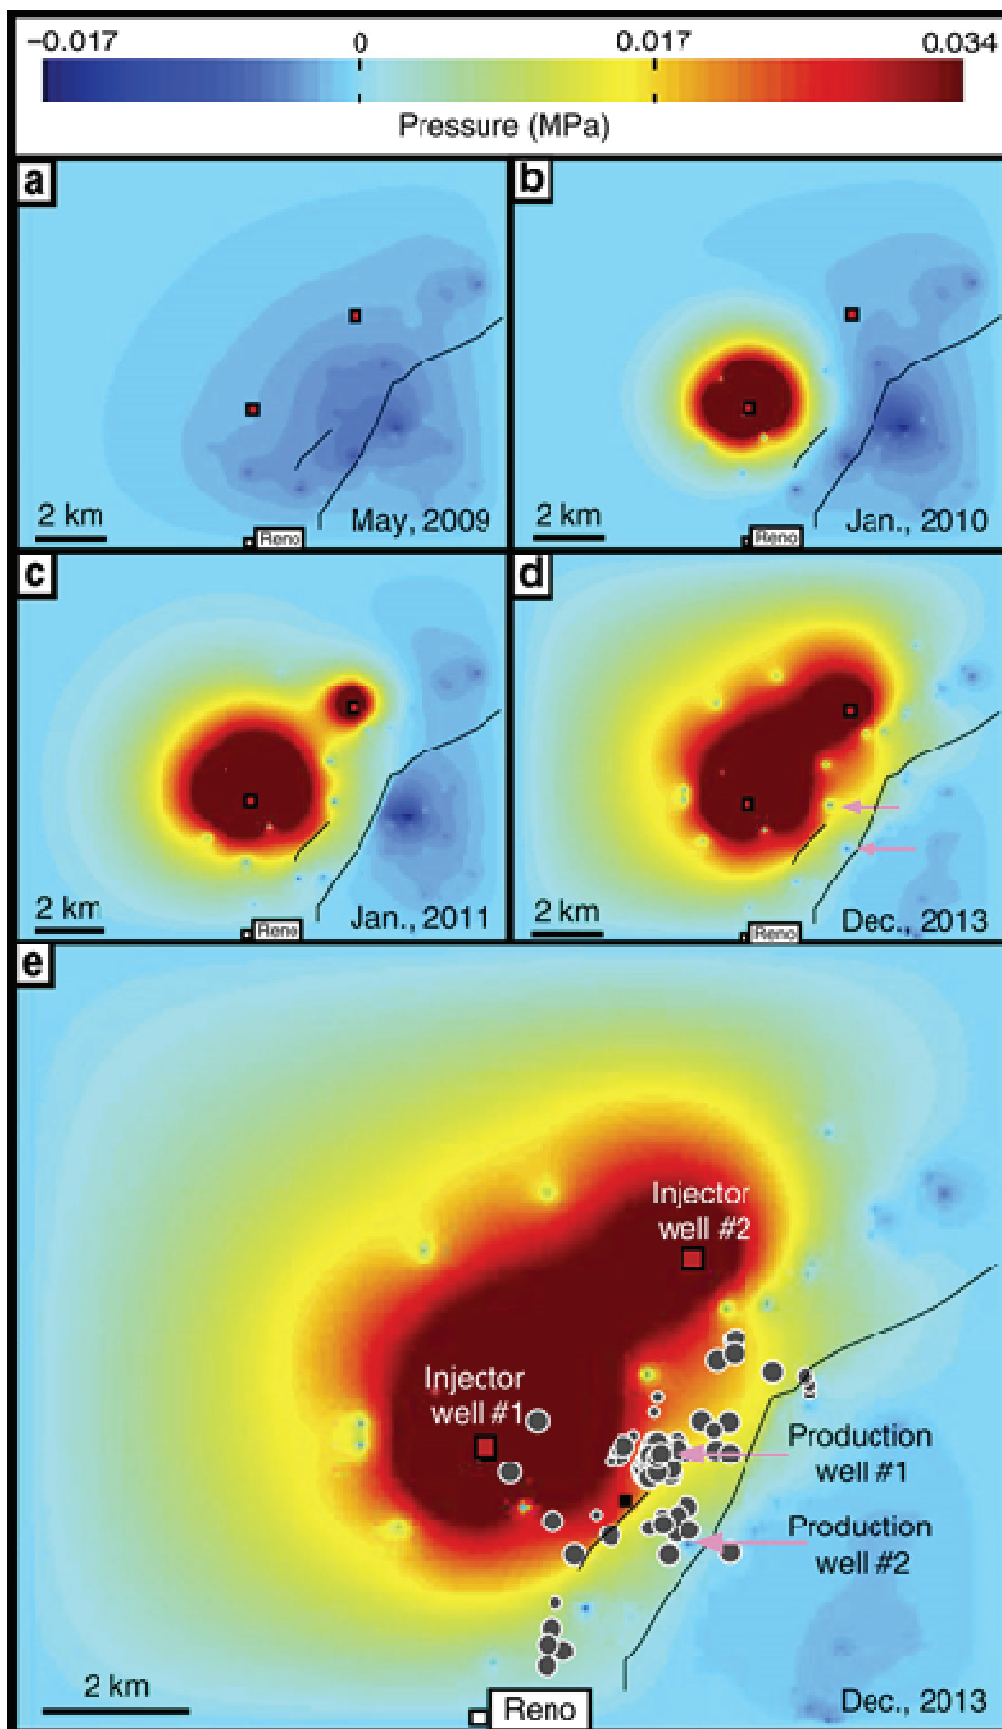 −0.017 0 0.017 0.034
Pressure (MPa)
a
2 km
Reno
May, 2009
b
2 km
Reno
Jan., 2010
c
2 km
Reno
Jan., 2011
d
2 km
Reno
Dec., 2013
e
Injector
well #2
Injector
well #1
Production
well #1
Production
well #2
2 km
Reno
Dec., 2013